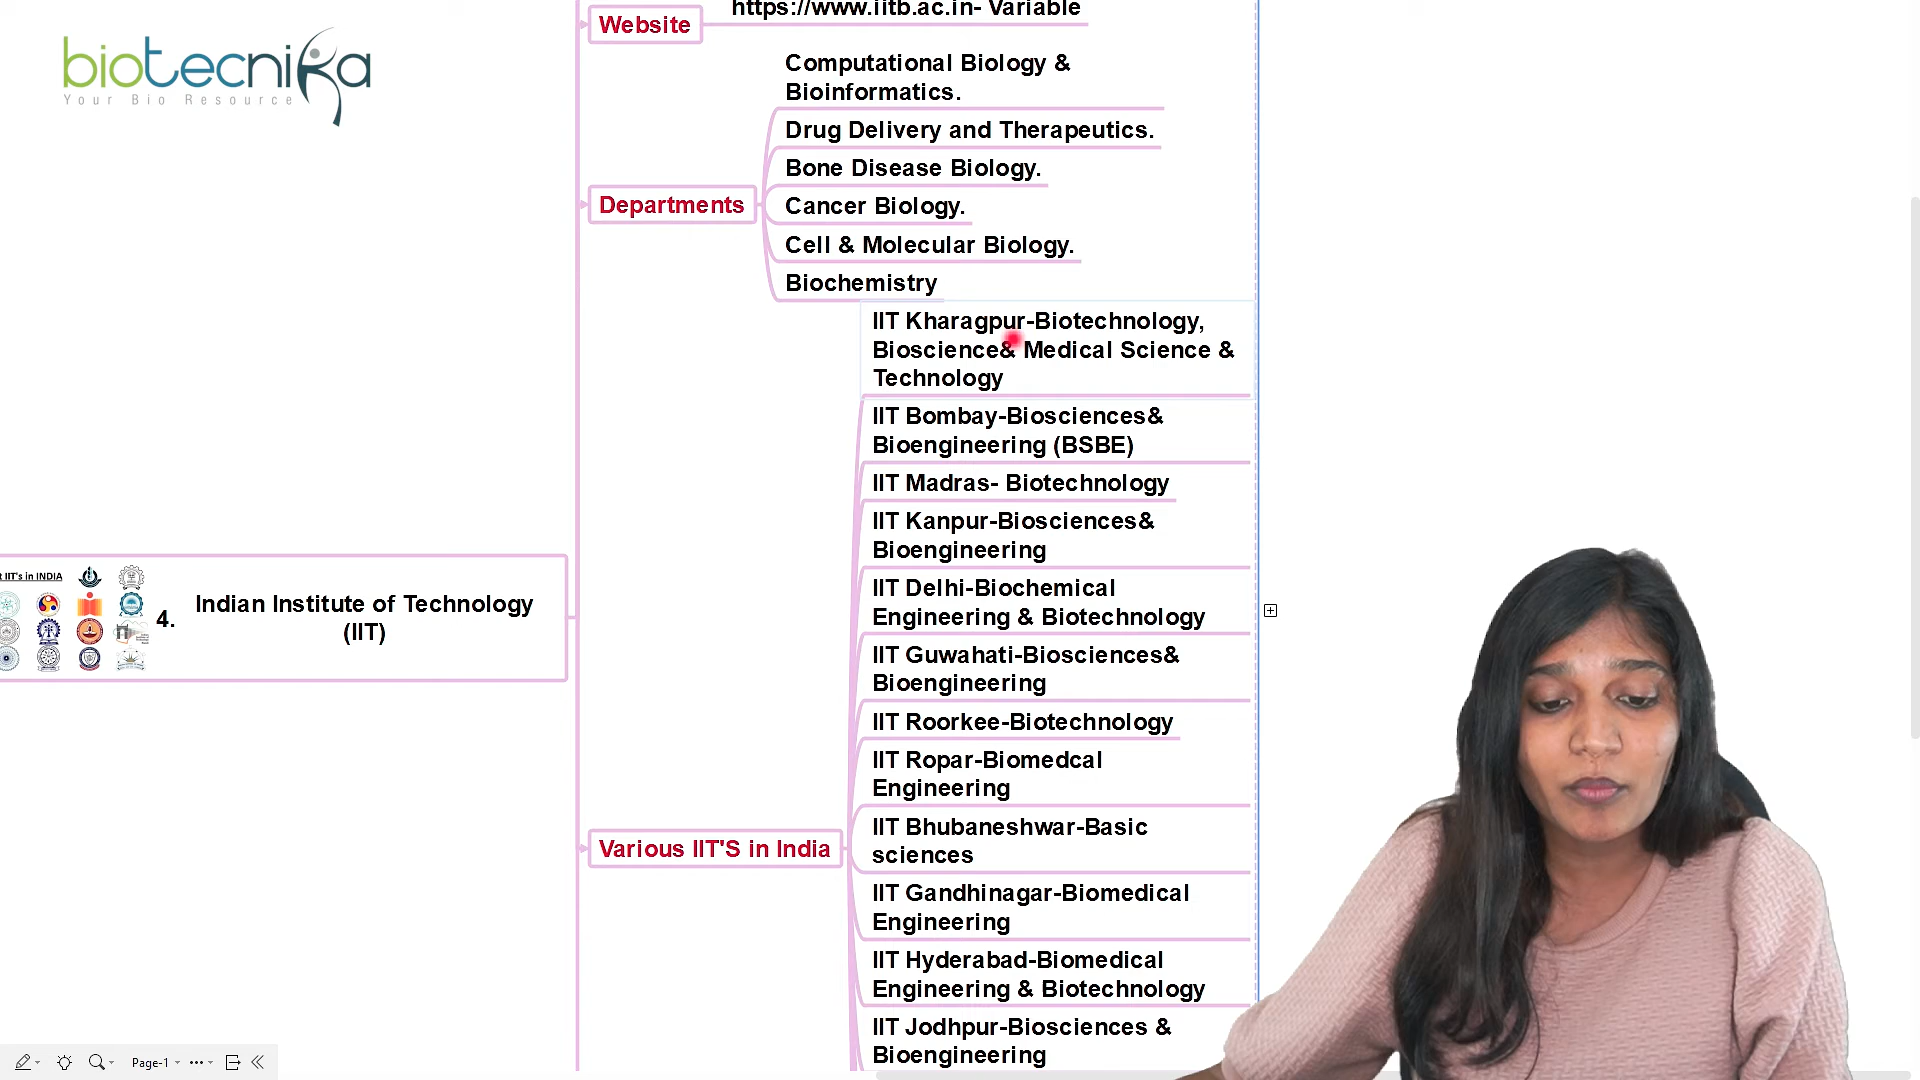 biotecnika
Your Bio Resource
Website
https://www.iitb.ac.in- Variable
Departments
Computational Biology &
Bioinformatics.
Drug Delivery and Therapeutics.
Bone Disease Biology.
Cancer Biology.
Cell & Molecular Biology.
Biochemistry
IIT's in INDIA
4.
Indian Institute of Technology
(IIT)
Various IIT'S in India
IIT Kharagpur-Biotechnology,
Bioscience& Medical Science &
Technology
IIT Bombay-Biosciences&
Bioengineering (BSBE)
IIT Madras- Biotechnology
IIT Kanpur-Biosciences&
Bioengineering
IIT Delhi-Biochemical
Engineering & Biotechnology
IIT Guwahati-Biosciences&
Bioengineering
IIT Roorkee-Biotechnology
IIT Ropar-Biomedcal
Engineering
IIT Bhubaneshwar-Basic
sciences
IIT Gandhinagar-Biomedical
Engineering
IIT Hyderabad-Biomedical
Engineering & Biotechnology
IIT Jodhpur-Biosciences &
Bioengineering
Page-1